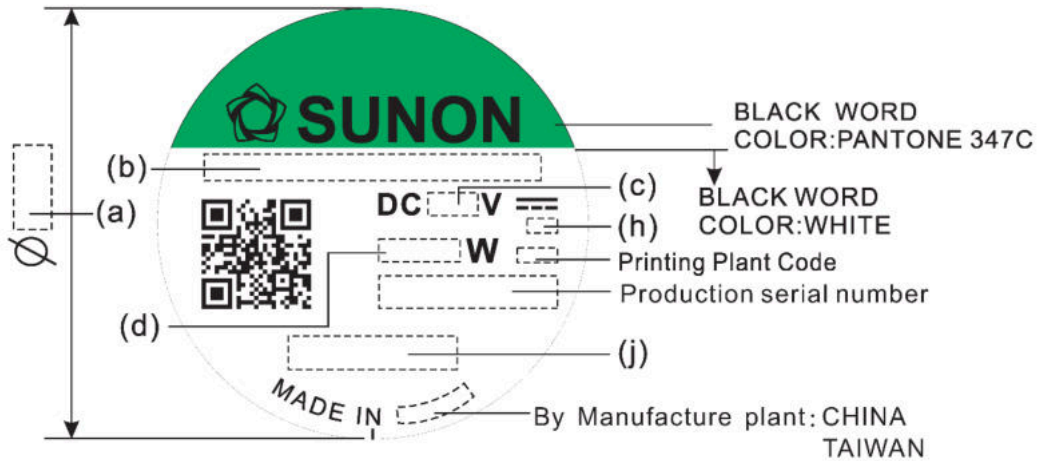 SUNON
BLACK WORD
COLOR:PANTONE 347C
(b)
(c)
DC V
BLACK WORD
COLOR:WHITE
(a)
(h)
Ø
W
Printing Plant Code
Production serial number
(d)
(j)
MADE IN
By Manufacture plant: CHINA
TAIWAN